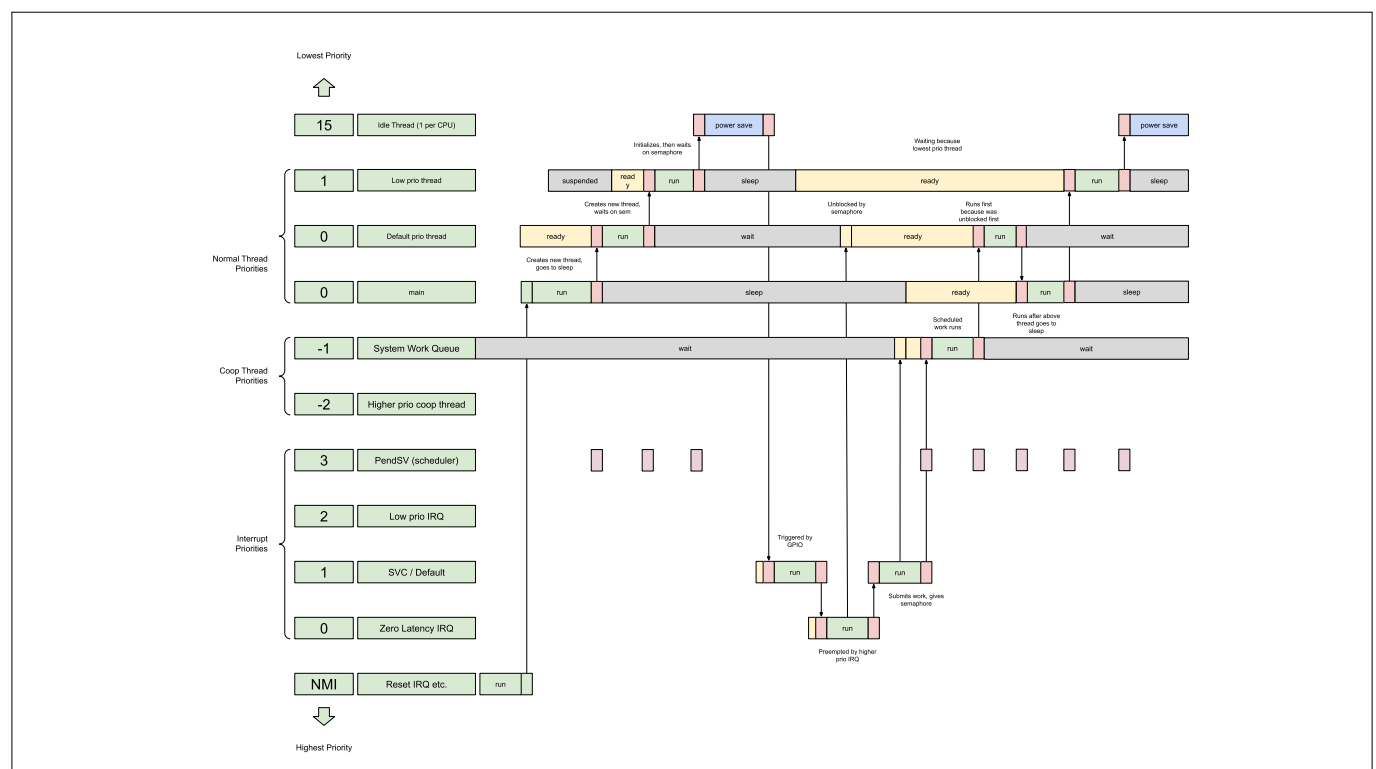 Lowest Priority
15
Idle Thread (1 per CPU)
power save
power save
Initializes, then waits
on semaphore
Waiting because
lowest prio thread
1
Low prio thread
suspended
read
y
run
sleep
ready
run
sleep
Creates new thread,
waits on sem
Unblocked by
semaphore
Runs first
because was
unblocked first
0
Default prio thread
ready
run
wait
ready
run
wait
Normal Thread
Priorities
Creates new thread,
goes to sleep
0
main
run
sleep
ready
run
sleep
Scheduled
work runs
Runs after above
thread goes to
sleep
-1
System Work Queue
wait
run
wait
Coop Thread
Priorities
-2
Higher prio coop thread
3
PendSV (scheduler)
2
Low prio IRQ
Interrupt
Priorities
Triggered by
GPIO
1
SVC / Default
run
run
Submits work, gives
semaphore
0
Zero Latency IRQ
run
Preempted by higher
prio IRQ
NMI
Reset IRQ etc.
run
Highest Priority